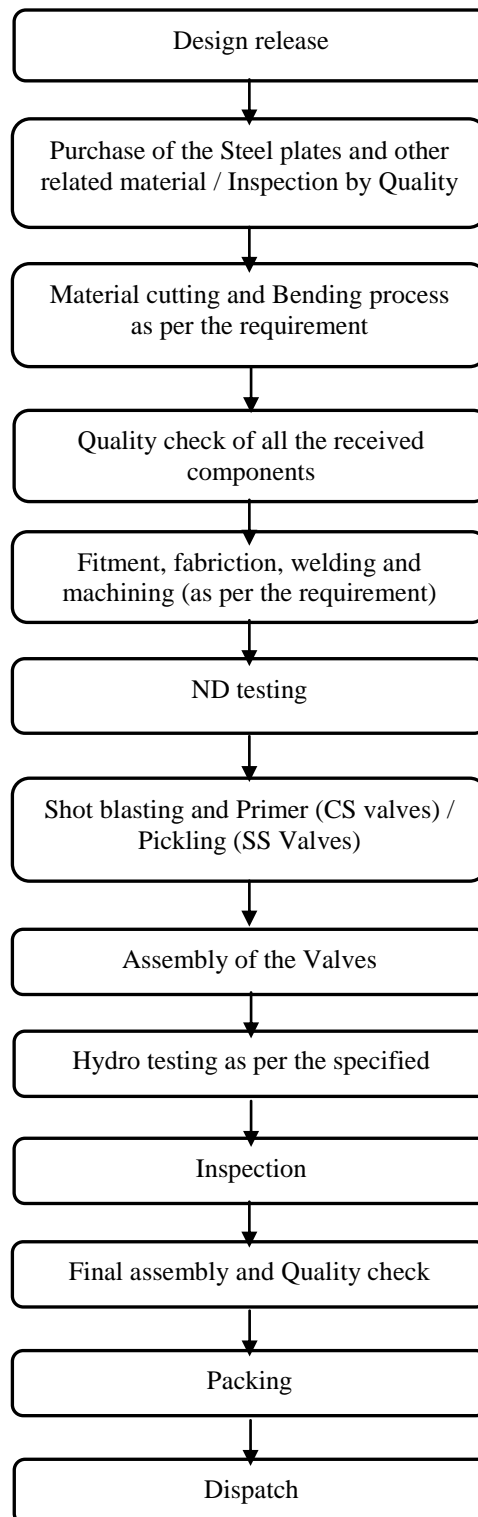 Design release
Purchase of the Steel plates and other
related material / Inspection by Quality
Material cutting and Bending process
as per the requirement
Quality check of all the received
components
Fitment, fabriction, welding and
machining (as per the requirement)
ND testing
Shot blasting and Primer (CS valves) /
Pickling (SS Valves)
Assembly of the Valves
Hydro testing as per the specified
Inspection
Final assembly and Quality check
Packing
Dispatch